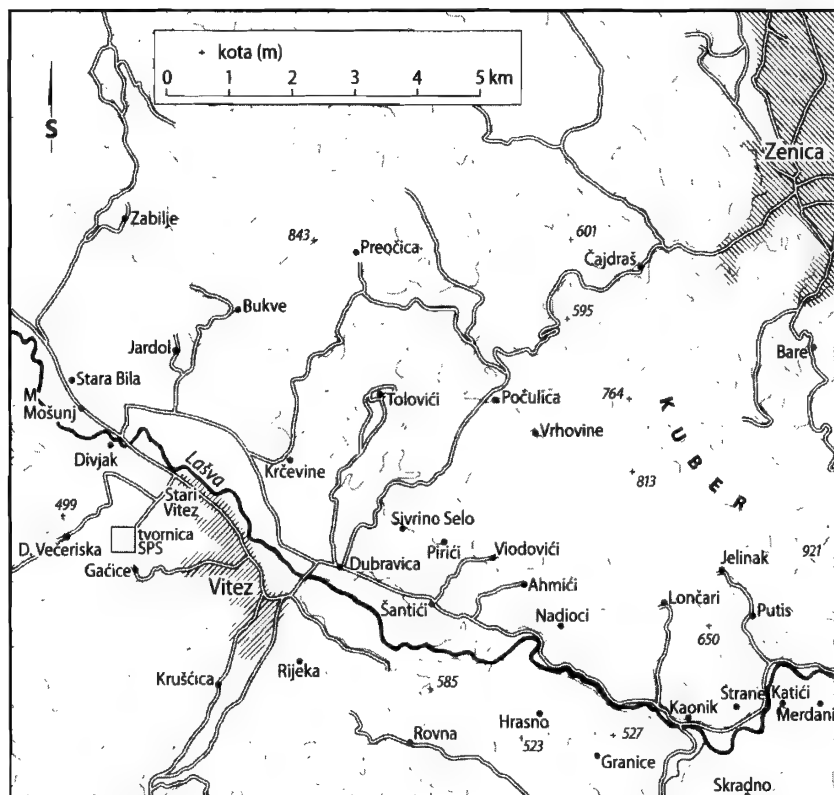 + kota (m)
0 1 2 3 4 5 km
S
Zenica
Zabilje
843
Preočica
601
Čajdraš
595
Bukve
Jardol
Bare
Stara Bila
M.
Mošunj
Tolovići
Počulica
764
KUBER
Vrhovine
Divjak
Lašva
Krčevine
813
499
Stari
Vitez
tvornica
SPS
D. Večeriska
Sivrino Selo
Pirići
Viodovići
921
Gaćice
Vitez
Dubravica
Jelinak
Ahmići
Šantići
Nadioci
Lončari
Putis
650
Krušćica
Rijeka
585
Kaonik
Štrane
Katići
Merdani
Hrasno
Rovna
523
527
Granice
Skradno